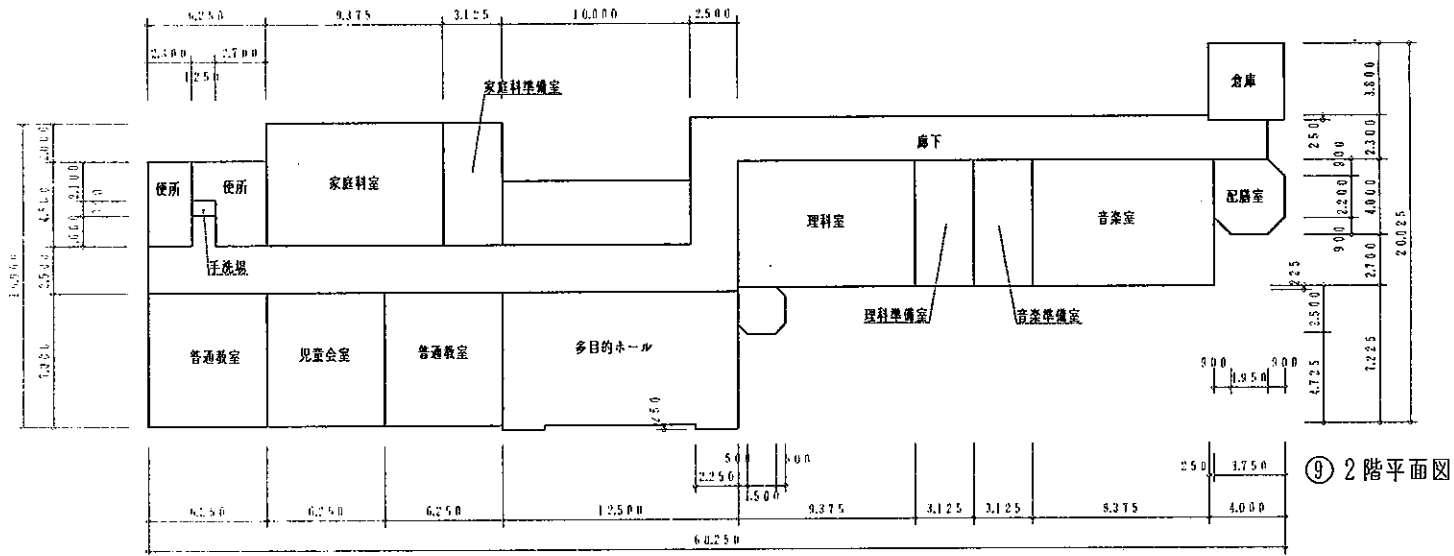 6.250
9.375
3.125
10.000
2.500
2.700
1.250
家庭科準備室
倉庫
3.800
250
廊下
2.300
900
便所
便所
家庭科室
理科室
音楽室
配膳室
2.100
2.200
4.000
20.025
900
手洗場
2.700
225
理科準備室
音楽準備室
普通教室
児童会室
普通教室
多目的ホール
2.500
7.225
4.725
900
1.950
900
500
500
2.250
1.500
250
3.750
⑨ 2階平面図
6.250
6.250
6.250
12.500
9.375
3.125
3.125
9.375
4.000
60.250